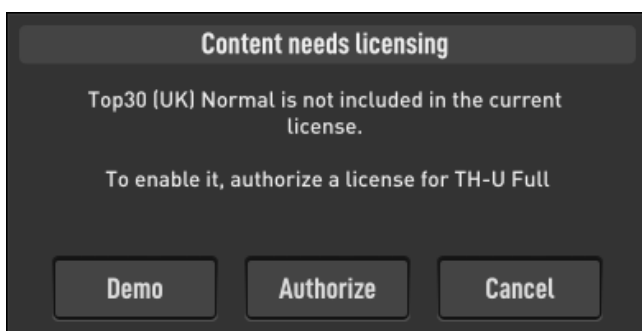 Content needs licensing
Top30 (UK) Normal is not included in the current
license.
To enable it, authorize a license for TH-U Full
Demo
Authorize
Cancel